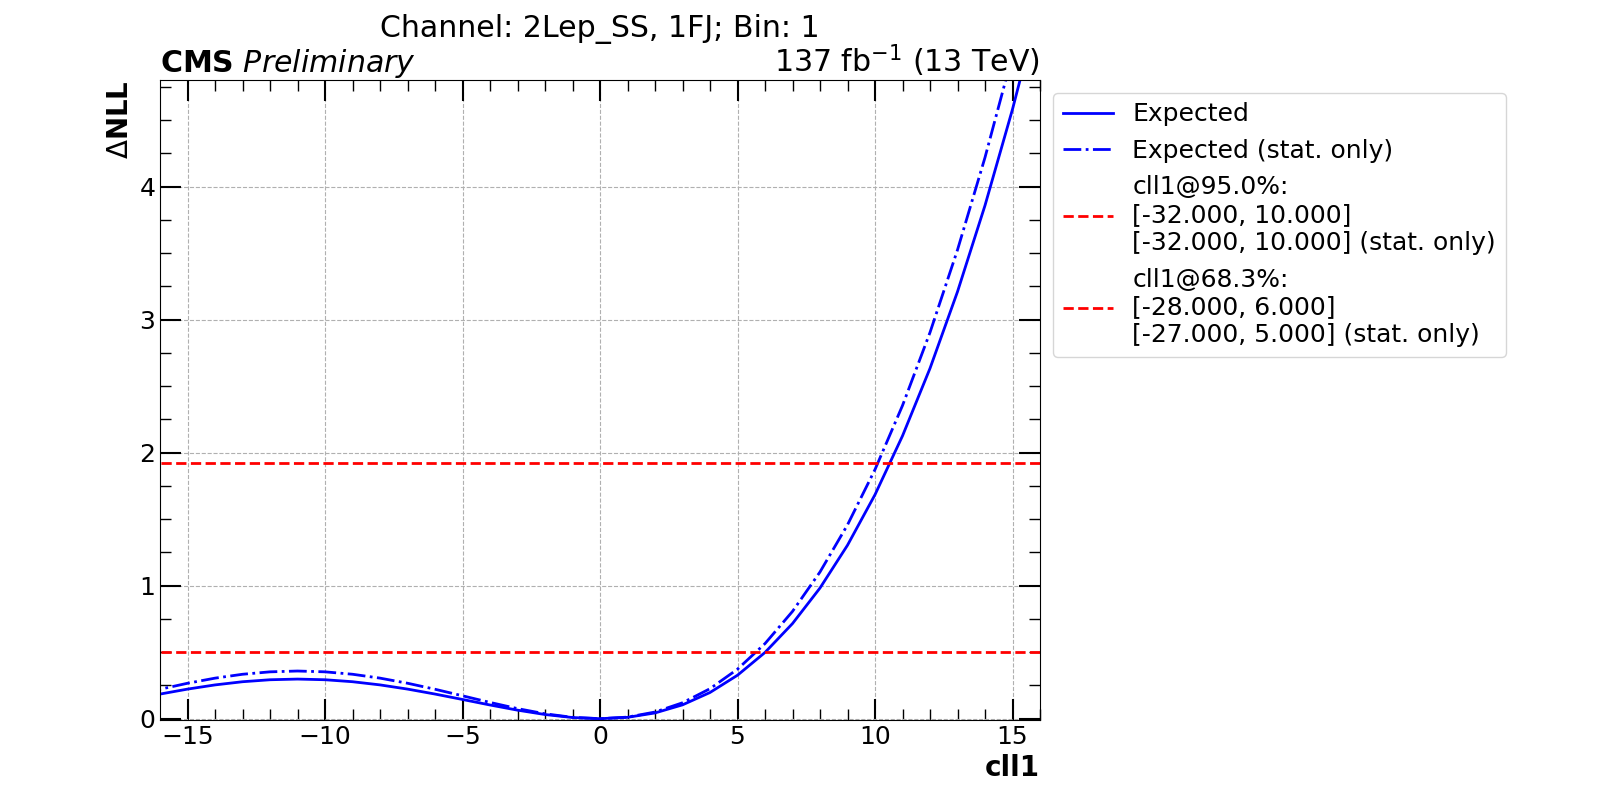 Channel: 2Lep_SS, 1FJ; Bin: 1
CMS Preliminary
137 fb⁻¹ (13 TeV)
ΔNLL
4
3
2
1
0
−15
−10
−5
0
5
10
15
cll1
Expected
Expected (stat. only)
cll1@95.0%:
[-32.000, 10.000]
[-32.000, 10.000] (stat. only)
cll1@68.3%:
[-28.000, 6.000]
[-27.000, 5.000] (stat. only)